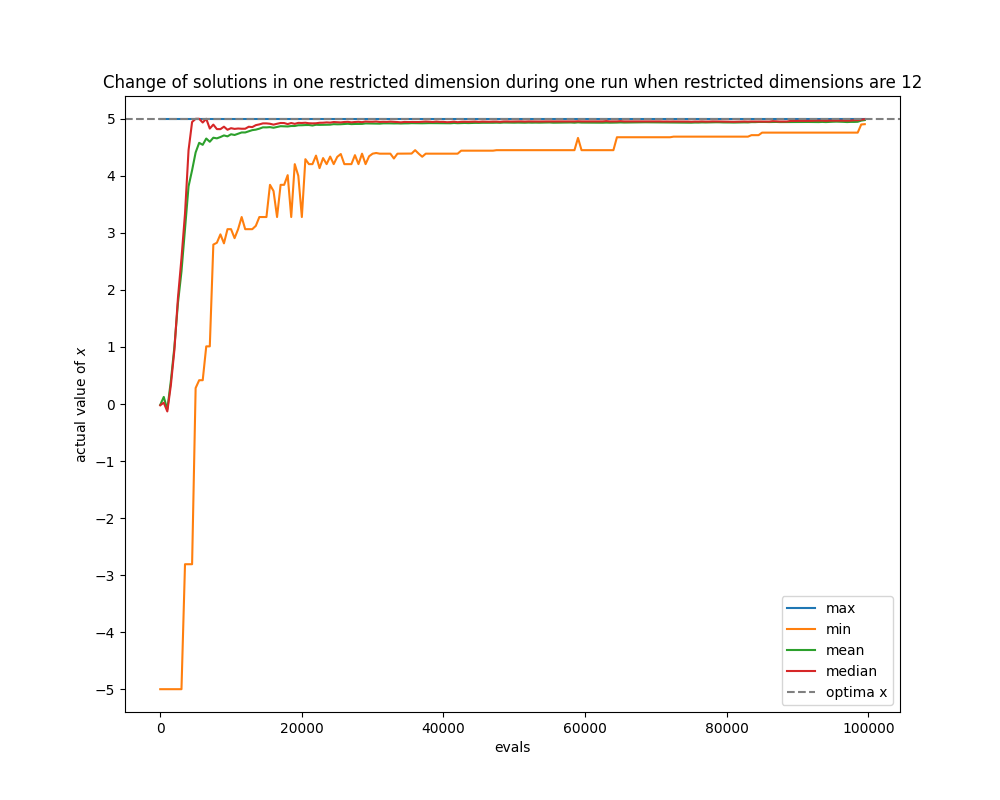 Change of solutions in one restricted dimension during one run when restricted dimensions are 12
actual value of x
5
4
3
2
1
0
−1
−2
−3
−4
−5
max
min
mean
median
optima x
0 20000 40000 60000 80000 100000
evals